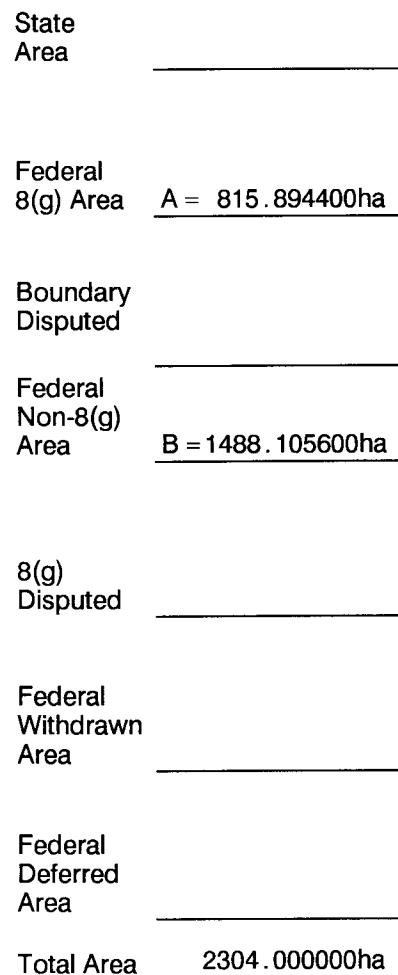 State
Area
Federal
8(g) Area A = 815.894400ha
Boundary
Disputed
Federal
Non-8(g)
Area B = 1488.105600ha
8(g)
Disputed
Federal
Withdrawn
Area
Federal
Deferred
Area
Total Area 2304.000000ha